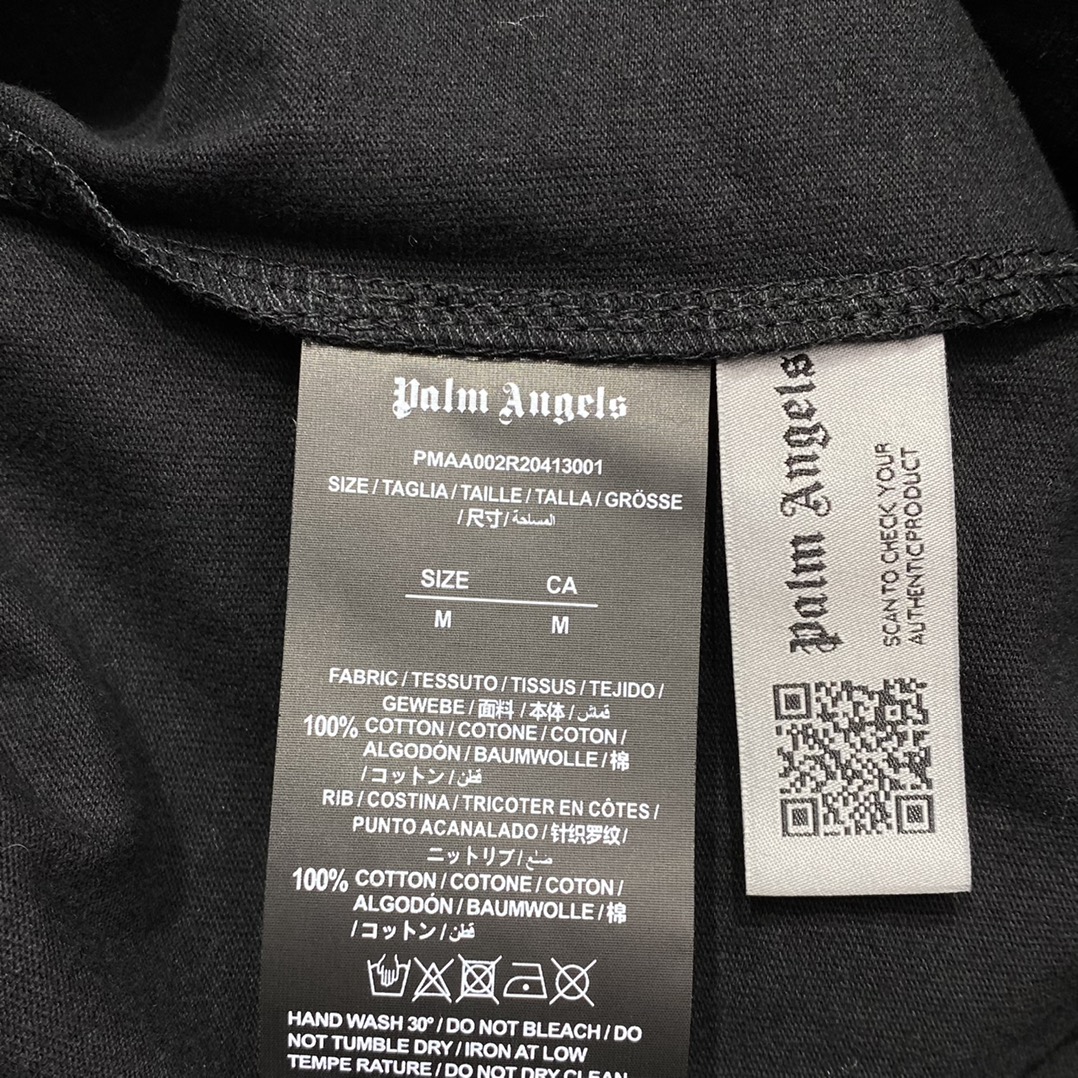 Palm Angels
PMAA002R20413001
SIZE / TAGLIA / TAILLE / TALLA / GRÖSSE
/ 尺寸 / المسلحة
SIZE CA
M M
FABRIC / TESSUTO / TISSUS / TEJIDO /
GEWEBE / 面料 / 本体 / قماش
100% COTTON / COTONE / COTON /
ALGODÓN / BAUMWOLLE / 棉
/ コットン / قطن
RIB / COSTINA / TRICOTER EN CÔTES /
PUNTO ACANALADO / 针织罗纹 /
ニットリブ / ضلع
100% COTTON / COTONE / COTON /
ALGODÓN / BAUMWOLLE / 棉
/ コットン / قطن
HAND WASH 30° / DO NOT BLEACH / DO
NOT TUMBLE DRY / IRON AT LOW
TEMPE RATURE / DO NOT DRY CLEAN
Palm Angels
SCAN TO CHECK YOUR
AUTHENTIC PRODUCT